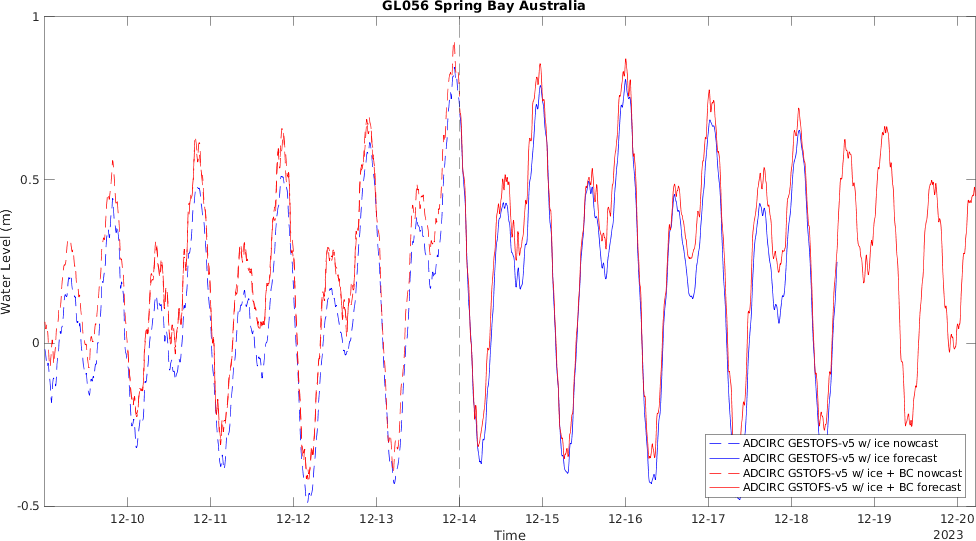 GL056 Spring Bay Australia
1
0.5
0
-0.5
Water Level (m)
ADCIRC GESTOFS-v5 w/ ice nowcast
ADCIRC GESTOFS-v5 w/ ice forecast
ADCIRC GSTOFS-v5 w/ ice + BC nowcast
ADCIRC GSTOFS-v5 w/ ice + BC forecast
12-10 12-11 12-12 12-13 12-14 12-15 12-16 12-17 12-18 12-19 12-20
Time
2023